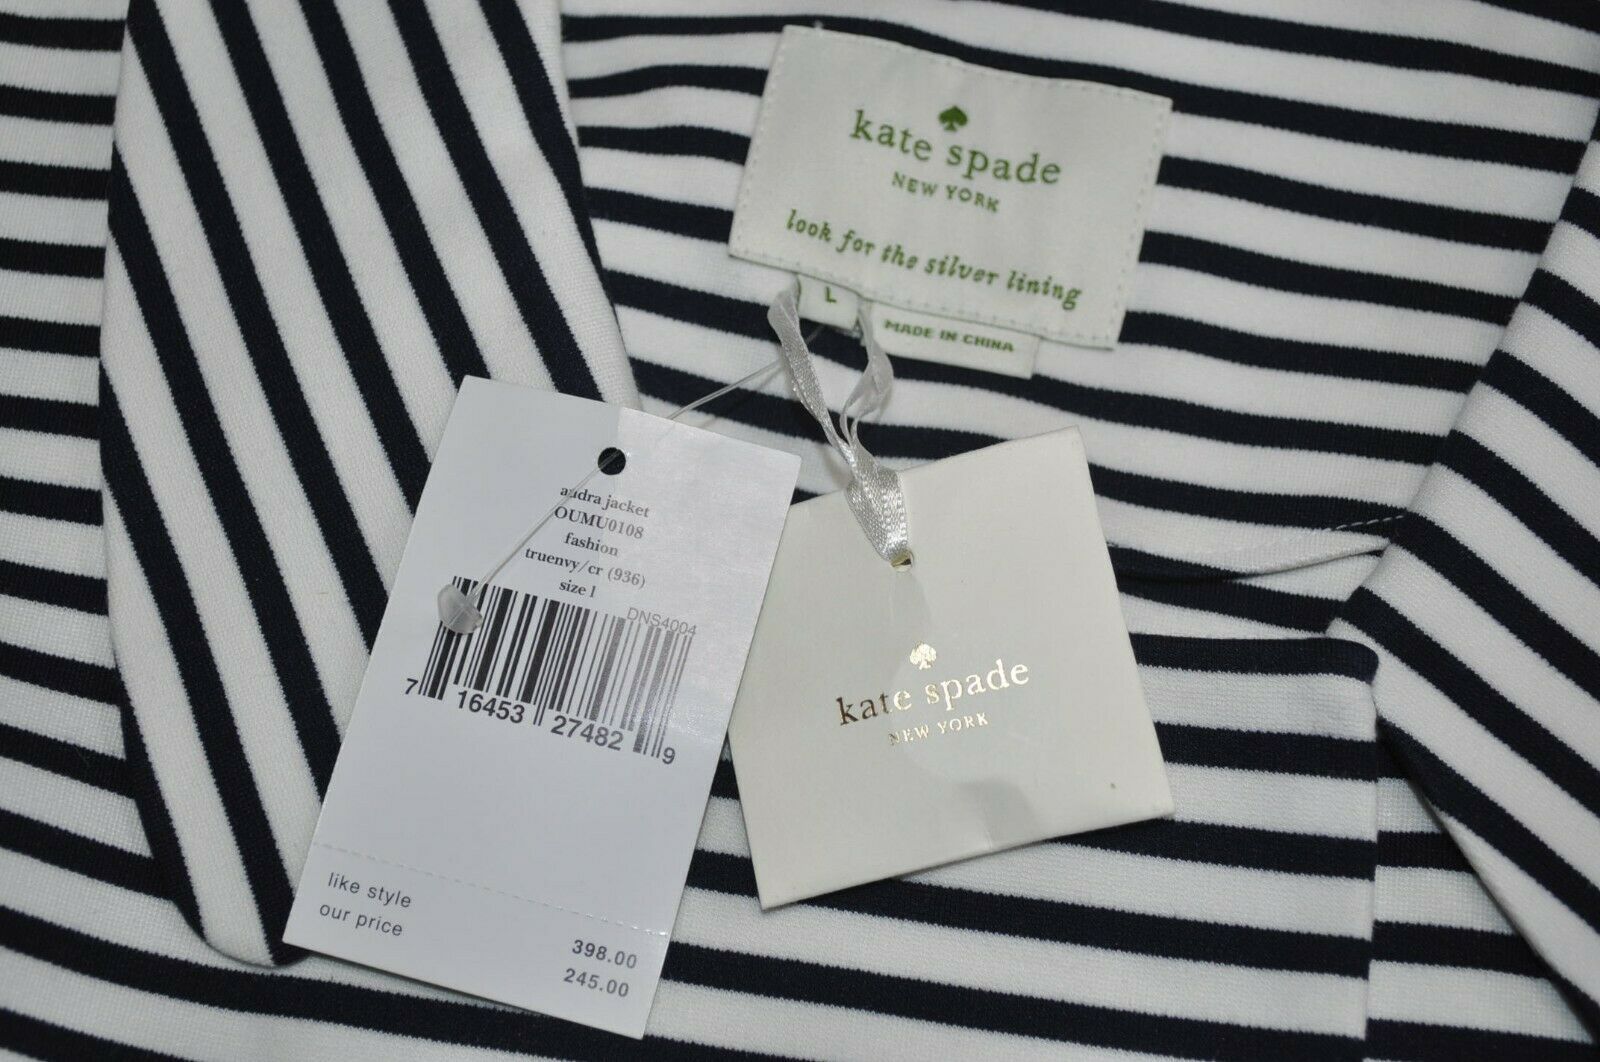 kate spade
NEW YORK
look for the silver lining
L
MADE IN CHINA
andra jacket
OUMU0108
fashion
truenvy/cr (936)
size l
DNS4004
7 16453 27482 9
like style 398.00
our price 245.00
kate spade
NEW YORK